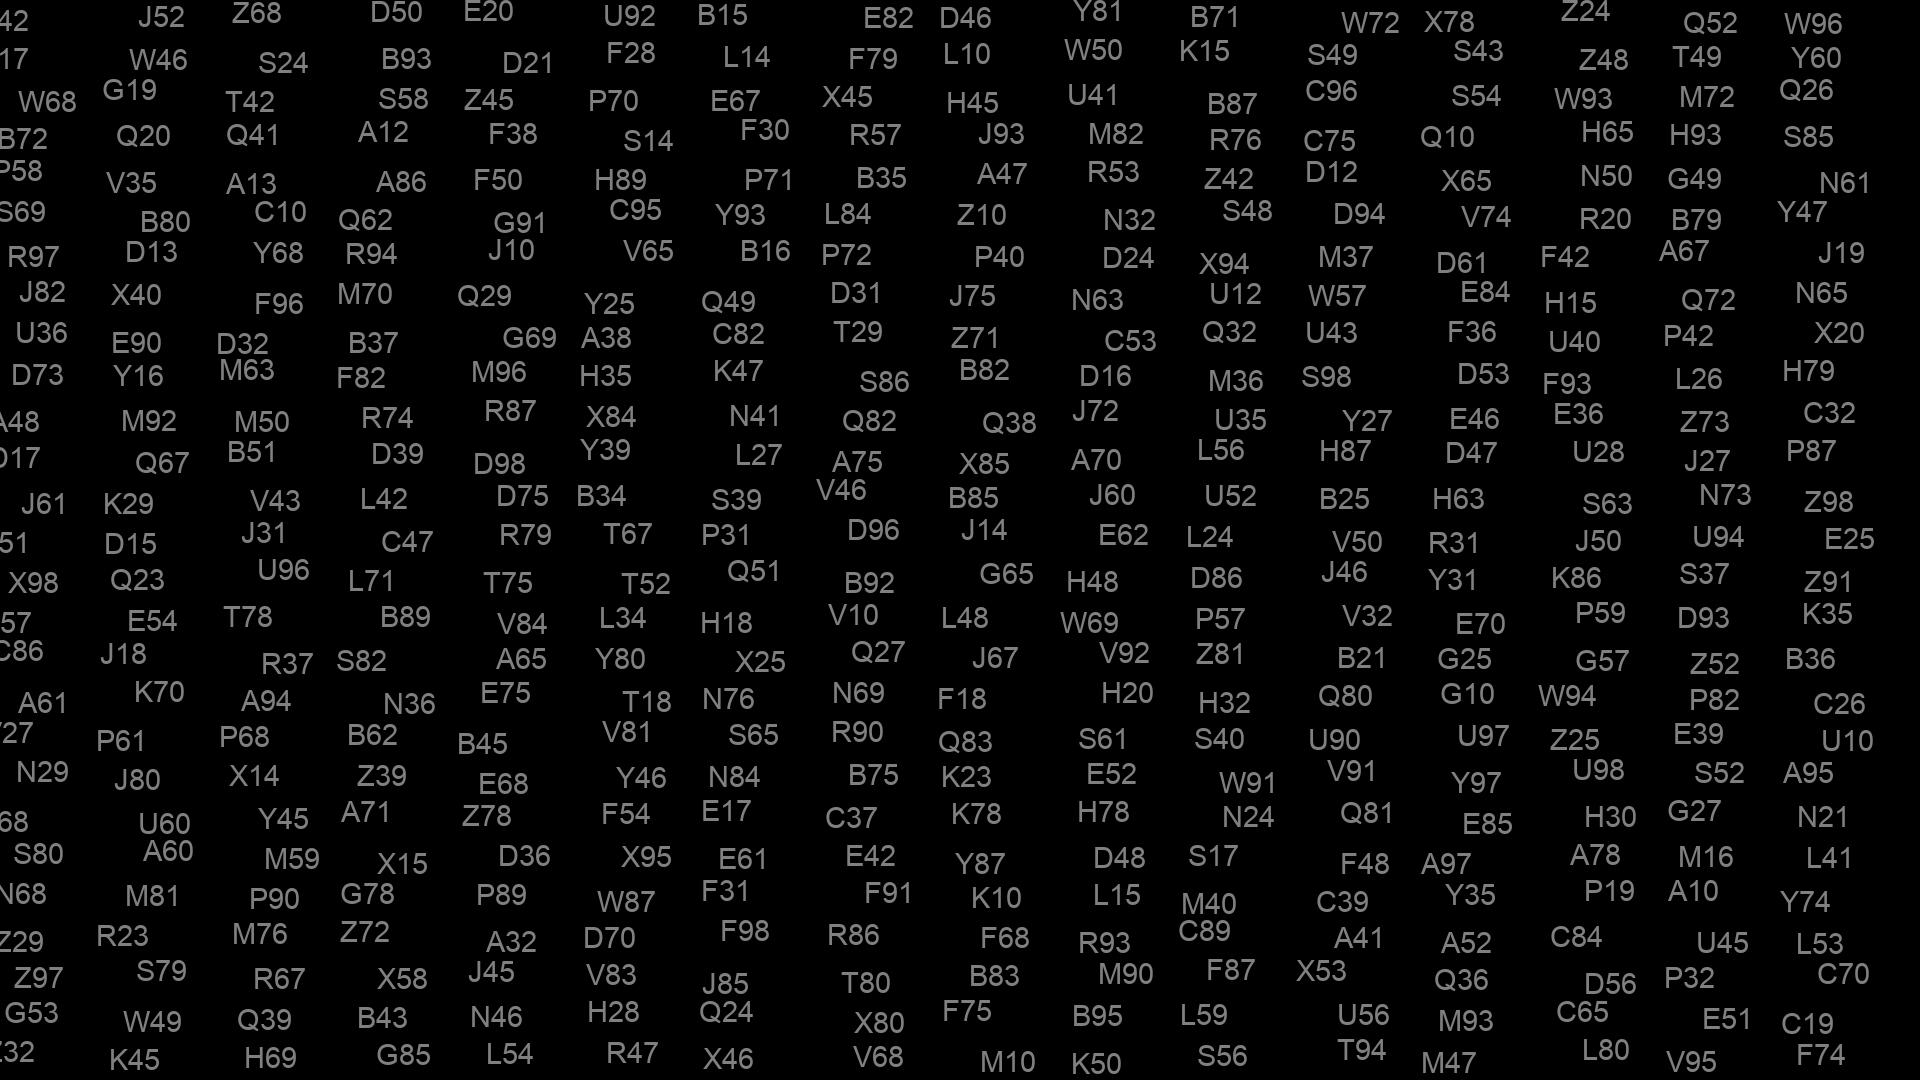 42 J52 Z68 D50 E20 U92 B15 E82 D46 Y81 B71 W72 X78 Z24 Q52 W96
17 W46 S24 B93 D21 F28 L14 F79 L10 W50 K15 S49 S43 Z48 T49 Y60
W68 G19 T42 S58 Z45 P70 E67 X45 H45 U41 B87 C96 S54 W93 M72 Q26
B72 Q20 Q41 A12 F38 S14 F30 R57 J93 M82 R76 C75 Q10 H65 H93 S85
P58 V35 A13 A86 F50 H89 P71 B35 A47 R53 Z42 D12 X65 N50 G49 N61
S69 B80 C10 Q62 G91 C95 Y93 L84 Z10 N32 S48 D94 V74 R20 B79 Y47
R97 D13 Y68 R94 J10 V65 B16 P72 P40 D24 X94 M37 D61 F42 A67 J19
J82 X40 F96 M70 Q29 Y25 Q49 D31 J75 N63 U12 W57 E84 H15 Q72 N65
U36 E90 D32 B37 G69 A38 C82 T29 Z71 C53 Q32 U43 F36 U40 P42 X20
D73 Y16 M63 F82 M96 H35 K47 S86 B82 D16 M36 S98 D53 F93 L26 H79
A48 M92 M50 R74 R87 X84 N41 Q82 Q38 J72 U35 Y27 E46 E36 Z73 C32
D17 Q67 B51 D39 D98 Y39 L27 A75 X85 A70 L56 H87 D47 U28 J27 P87
J61 K29 V43 L42 D75 B34 S39 V46 B85 J60 U52 B25 H63 S63 N73 Z98
51 D15 J31 C47 R79 T67 P31 D96 J14 E62 L24 V50 R31 J50 U94 E25
X98 Q23 U96 L71 T75 T52 Q51 B92 G65 H48 D86 J46 Y31 K86 S37 Z91
57 E54 T78 B89 V84 L34 H18 V10 L48 W69 P57 V32 E70 P59 D93 K35
C86 J18 R37 S82 A65 Y80 X25 Q27 J67 V92 Z81 B21 G25 G57 Z52 B36
A61 K70 A94 N36 E75 T18 N76 N69 F18 H20 H32 Q80 G10 W94 P82 C26
27 P61 P68 B62 B45 V81 S65 R90 Q83 S61 S40 U90 U97 Z25 E39 U10
N29 J80 X14 Z39 E68 Y46 N84 B75 K23 E52 W91 V91 Y97 U98 S52 A95
68 U60 Y45 A71 Z78 F54 E17 C37 K78 H78 N24 Q81 E85 H30 G27 N21
S80 A60 M59 X15 D36 X95 E61 E42 Y87 D48 S17 F48 A97 A78 M16 L41
N68 M81 P90 G78 P89 W87 F31 F91 K10 L15 M40 C39 Y35 P19 A10 Y74
Z29 R23 M76 Z72 A32 D70 F98 R86 F68 R93 C89 A41 A52 C84 U45 L53
Z97 S79 R67 X58 J45 V83 J85 T80 B83 M90 F87 X53 Q36 D56 P32 C70
G53 W49 Q39 B43 N46 H28 Q24 X80 F75 B95 L59 U56 M93 C65 E51 C19
32 K45 H69 G85 L54 R47 X46 V68 M10 K50 S56 T94 M47 L80 V95 F74